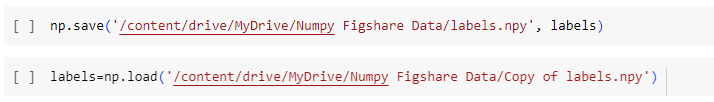 [ ] np.save('/content/drive/MyDrive/Numpy Figshare Data/labels.npy', labels)
[ ] labels=np.load('/content/drive/MyDrive/Numpy Figshare Data/Copy of labels.npy')